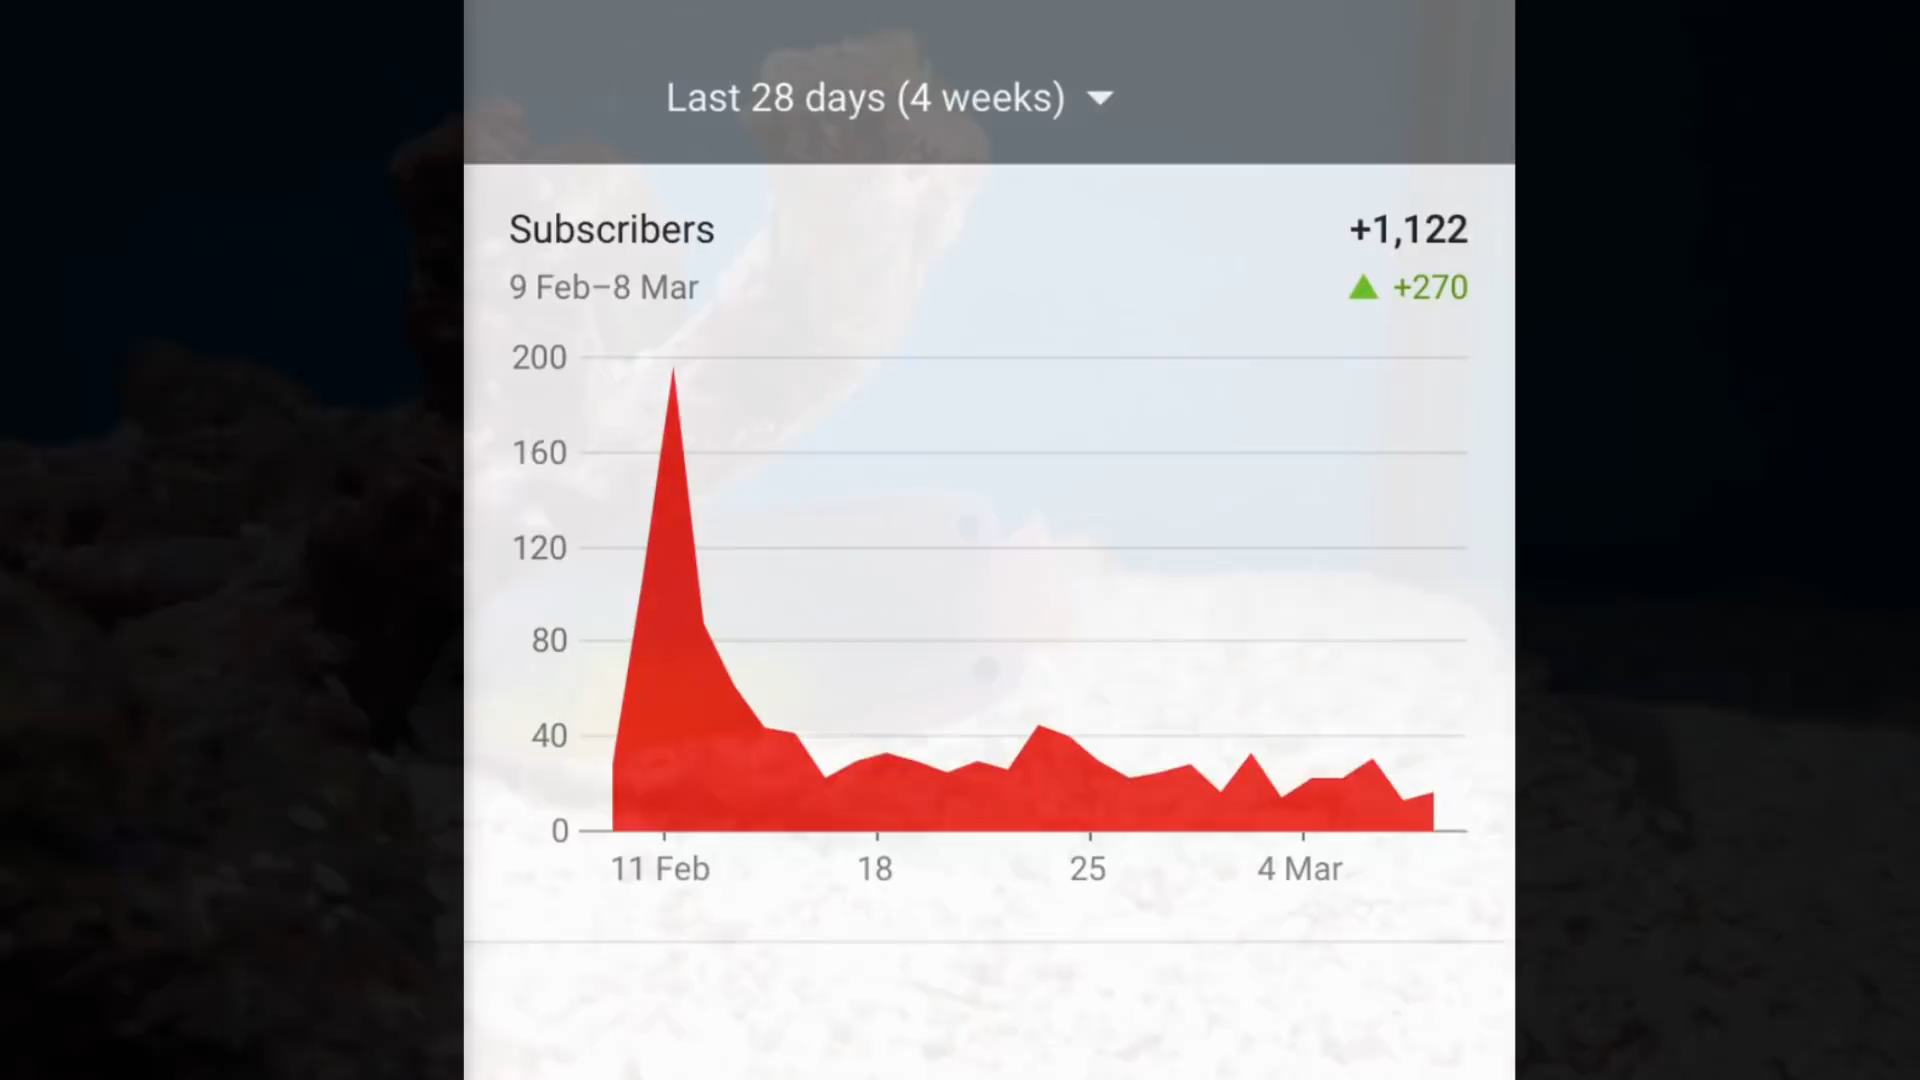 Last 28 days (4 weeks)
Subscribers +1,122
9 Feb–8 Mar +270
200
160
120
80
40
0
11 Feb 18 25 4 Mar